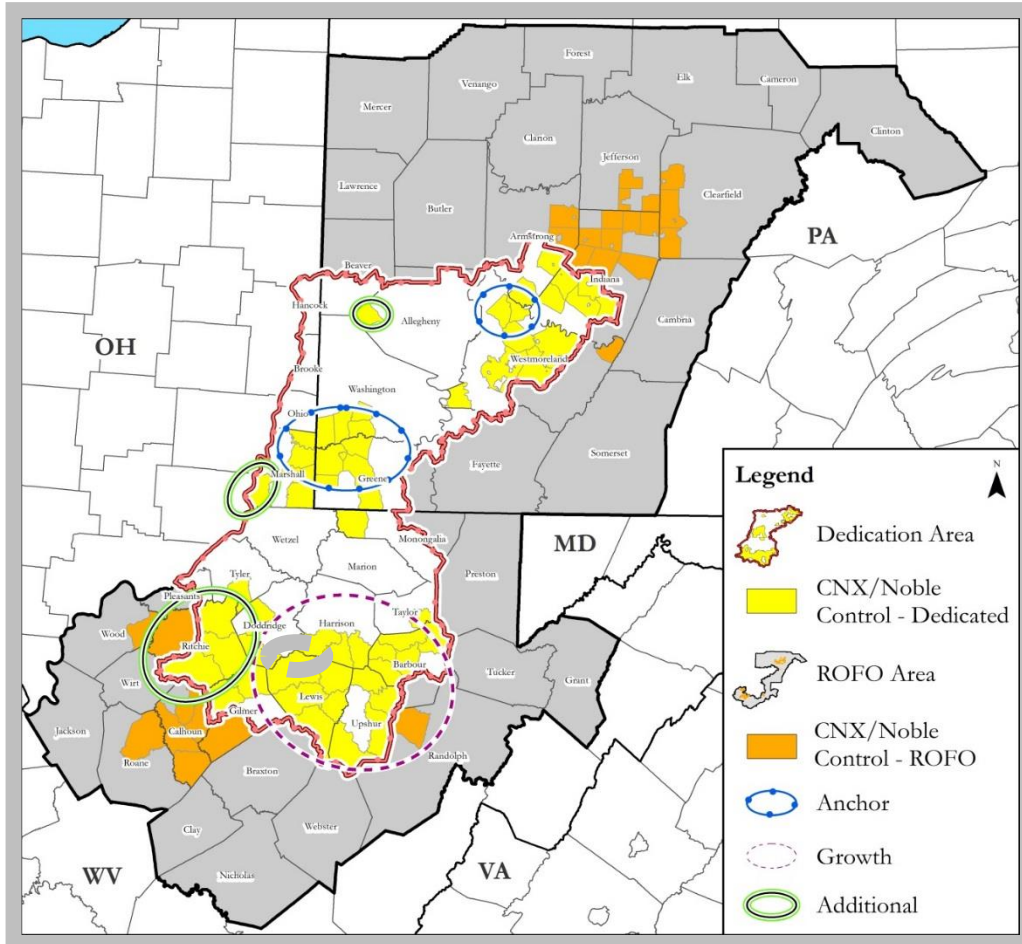 Forest
Elk
Cameron
Venango
Mercer
Clinton
Clarion
Jefferson
Clearfield
Lawrence
Butler
PA
Armstrong
Beaver
Indiana
Hancock
Allegheny
Cambria
OH
Westmoreland
Brooke
Washington
Ohio
Somerset
Fayette
Marshall
Greene
Wetzel
Monongalia
MD
Marion
Preston
Tyler
Pleasants
Taylor
Doddridge
Harrison
Wood
Ritchie
Barbour
Tucker
Wirt
Grant
Lewis
Gilmer
Upshur
Jackson
Calhoun
Randolph
Roane
Braxton
Webster
Clay
WV
VA
Nicholas
Legend
N
Dedication Area
CNX/Noble
Control - Dedicated
ROFO Area
CNX/Noble
Control - ROFO
Anchor
Growth
Additional